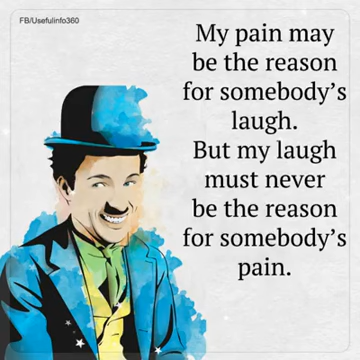 FB/Usefulinfo360
My pain may
be the reason
for somebody's
laugh.
But my laugh
must never
be the reason
for somebody's
pain.